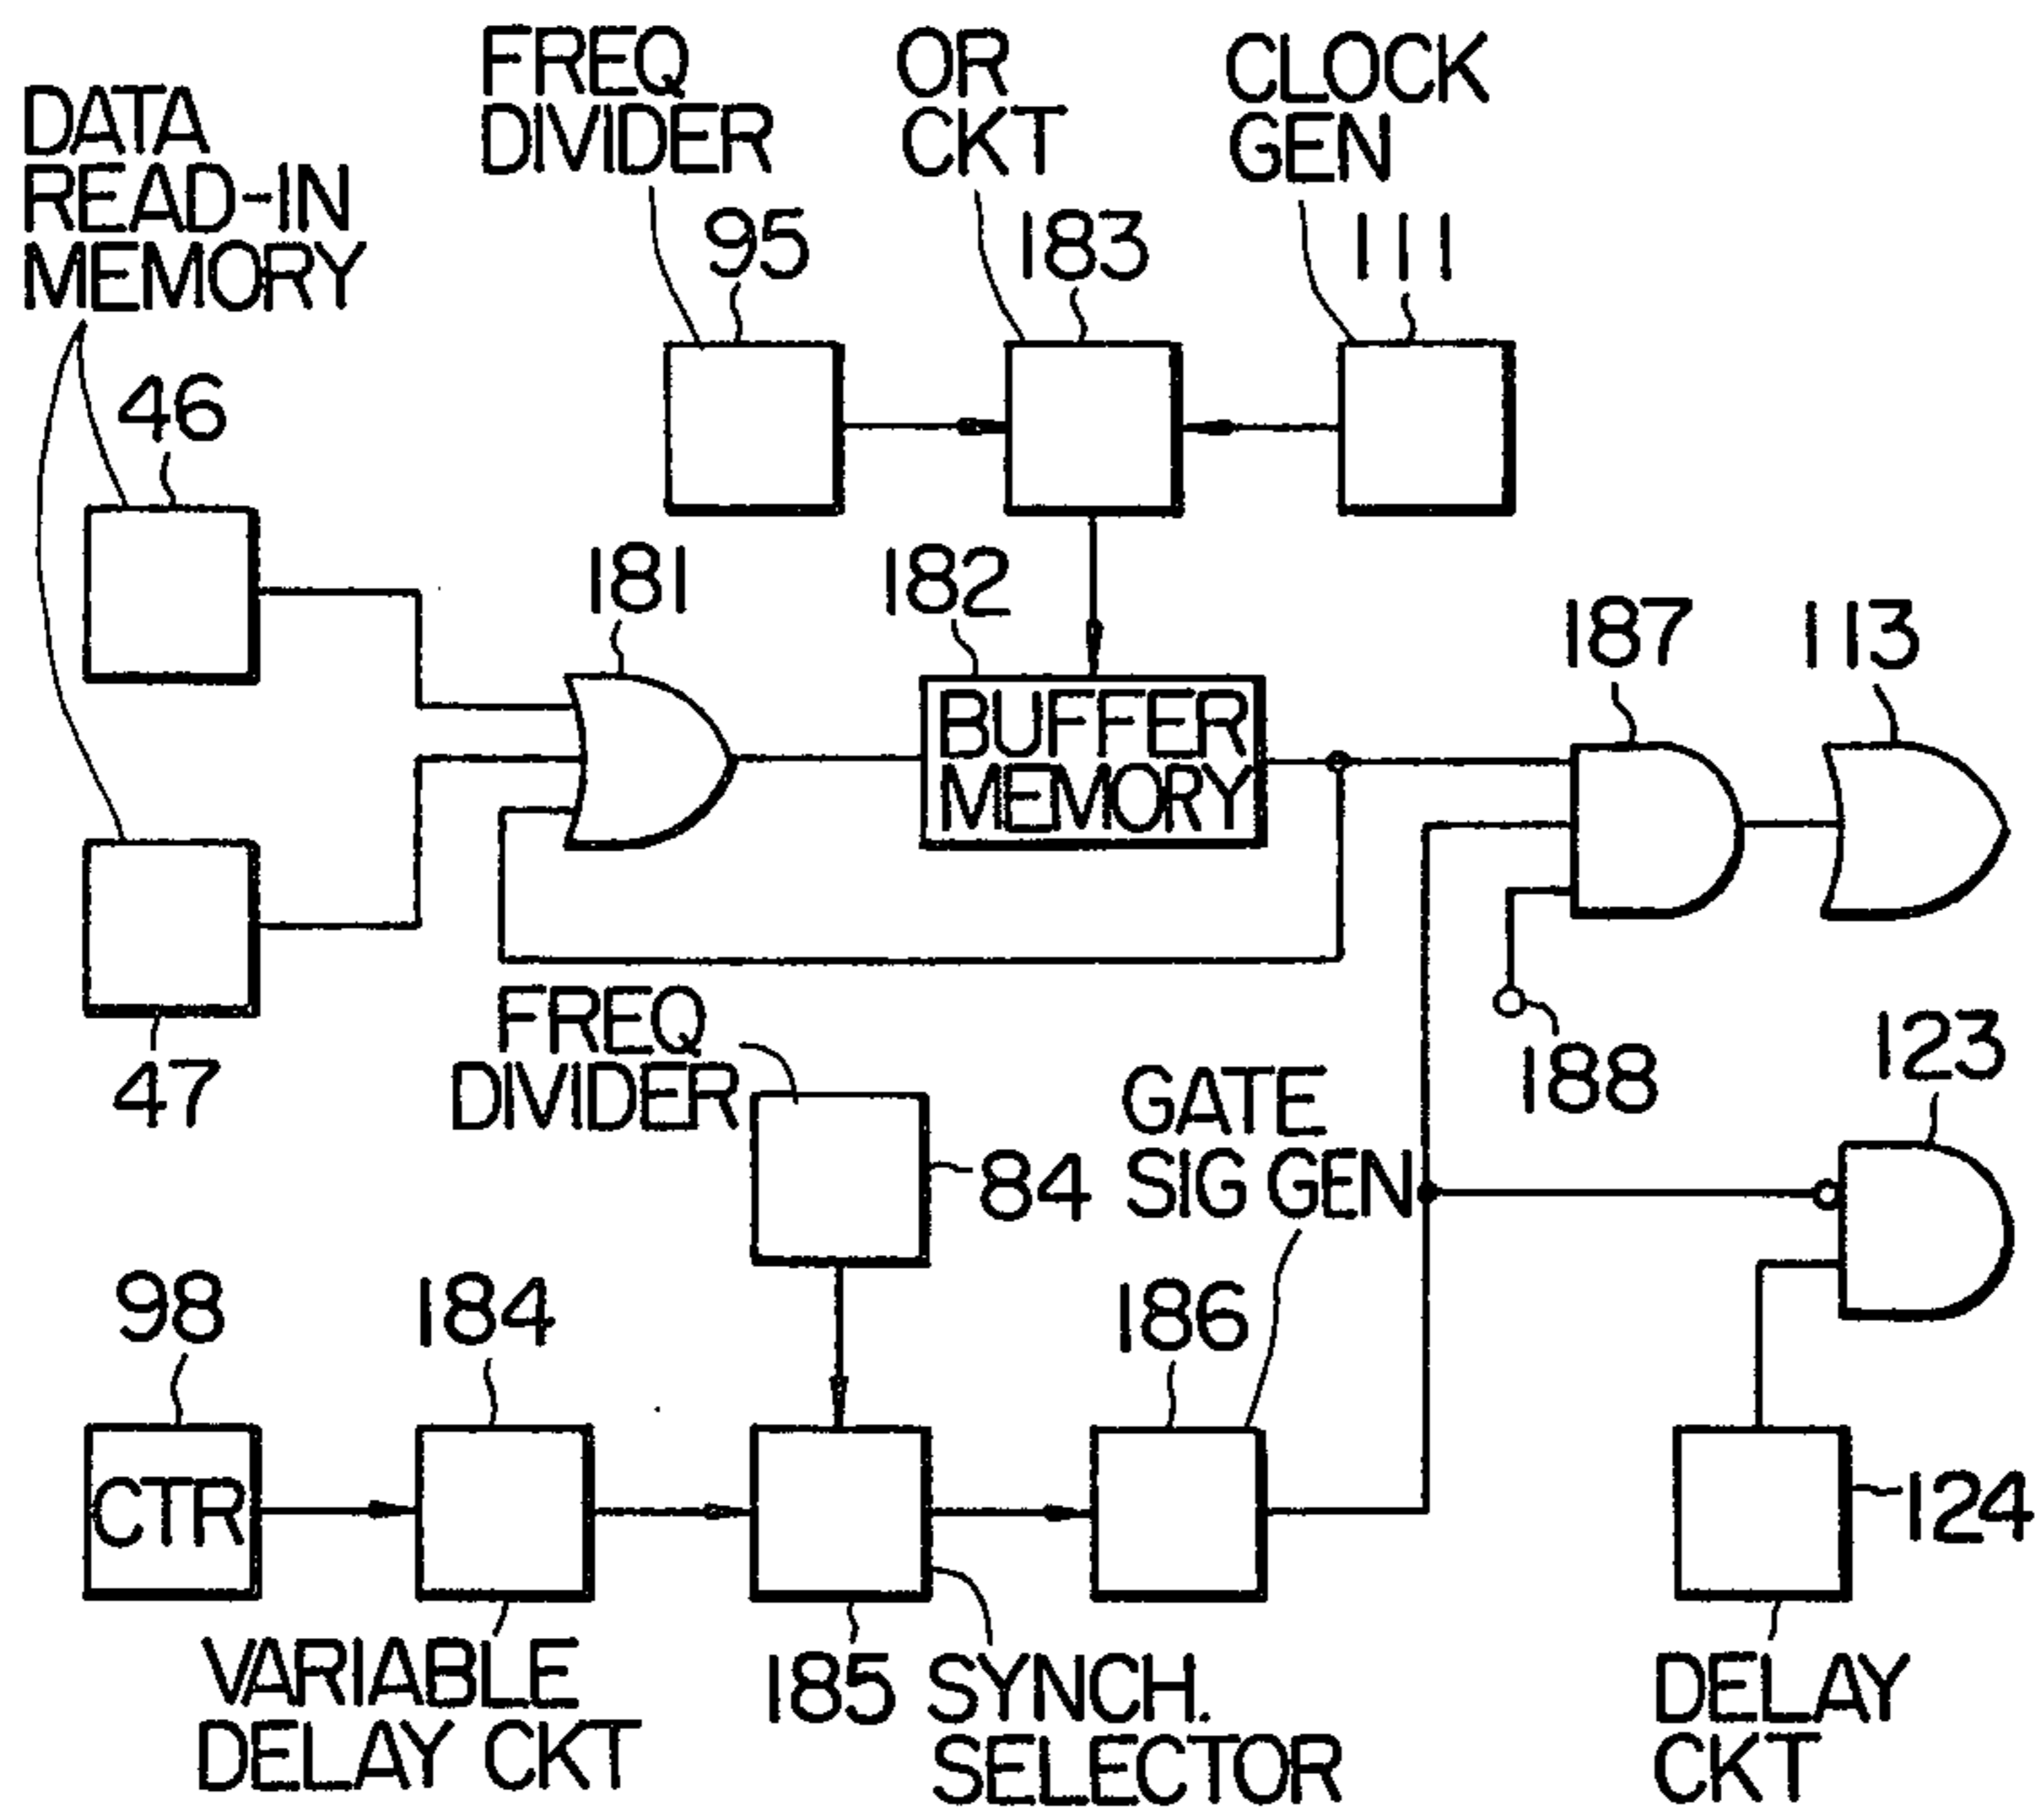 FREQ
DIVIDER
OR
CKT
CLOCK
GEN
DATA
READ-IN
MEMORY
95
183
111
46
181
182
187
113
BUFFER
MEMORY
47
FREQ
DIVIDER
84
GATE
SIG GEN
188
123
98
184
186
CTR
124
VARIABLE
DELAY CKT
185 SYNCH.
SELECTOR
DELAY
CKT